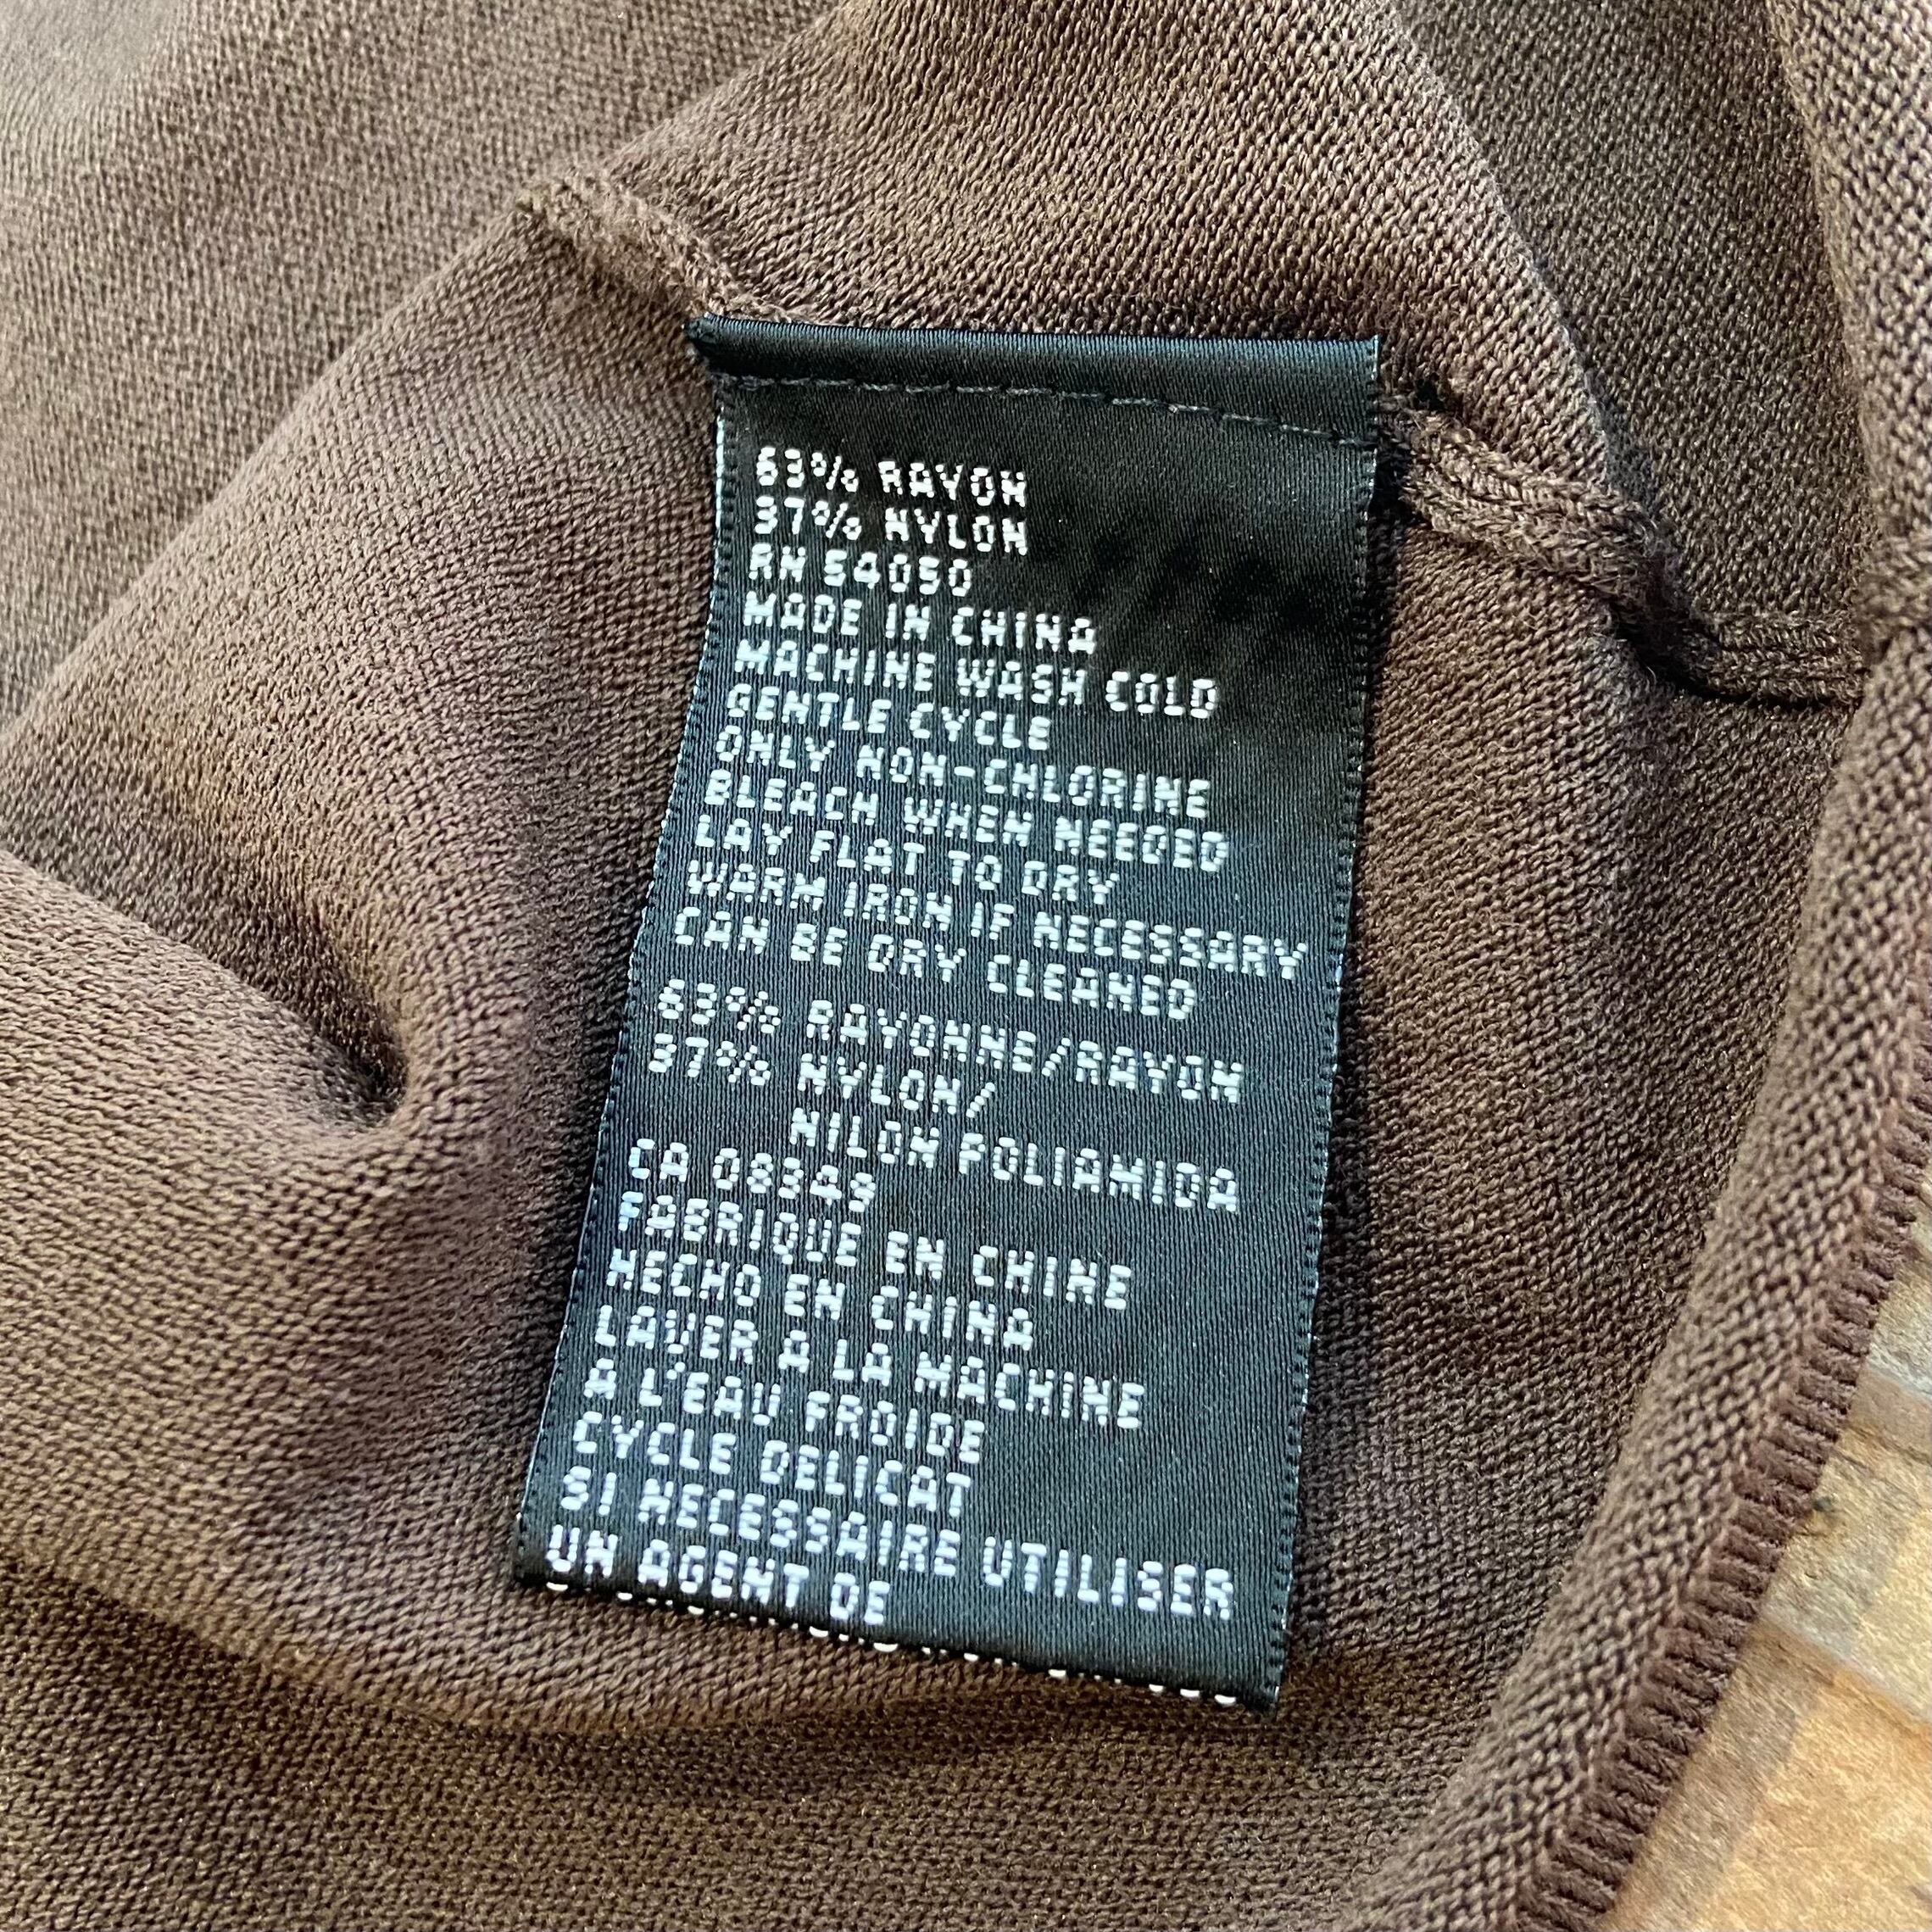 63% RAYON
37% NYLON
RN 54050
MADE IN CHINA
MACHINE WASH COLD
GENTLE CYCLE
ONLY NON-CHLORINE
BLEACH WHEN NEEDED
LAY FLAT TO DRY
WARM IRON IF NECESSARY
CAN BE DRY CLEANED
63% RAYONNE/RAYON
37% NYLON/
NILON POLIAMIDA
CA 08349
FABRIQUE EN CHINE
HECHO EN CHINA
LAVER A LA MACHINE
A L'EAU FROIDE
CYCLE DELICAT
SI NECESSAIRE UTILISER
UN AGENT DE